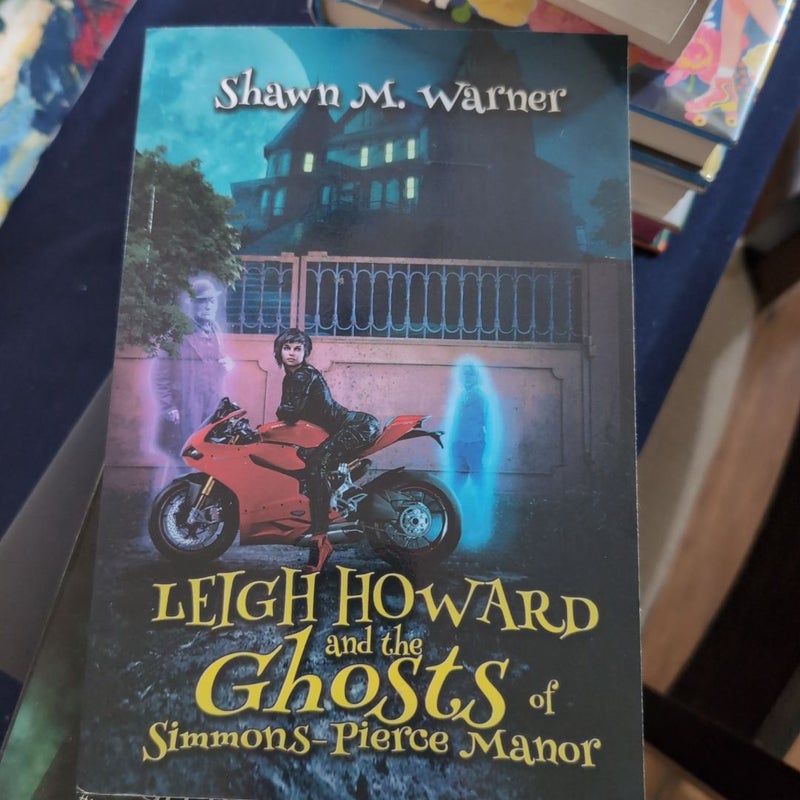 Shawn M. Warner
LEIGH HOWARD
and the
Ghosts of
Simmons-Pierce Manor